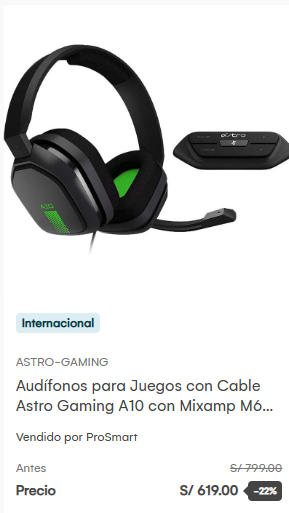 astro
A10
Internacional
ASTRO-GAMING
Audífonos para Juegos con Cable
Astro Gaming A10 con Mixamp M6...
Vendido por ProSmart
Antes S/ 799.00
Precio S/ 619.00 -22%